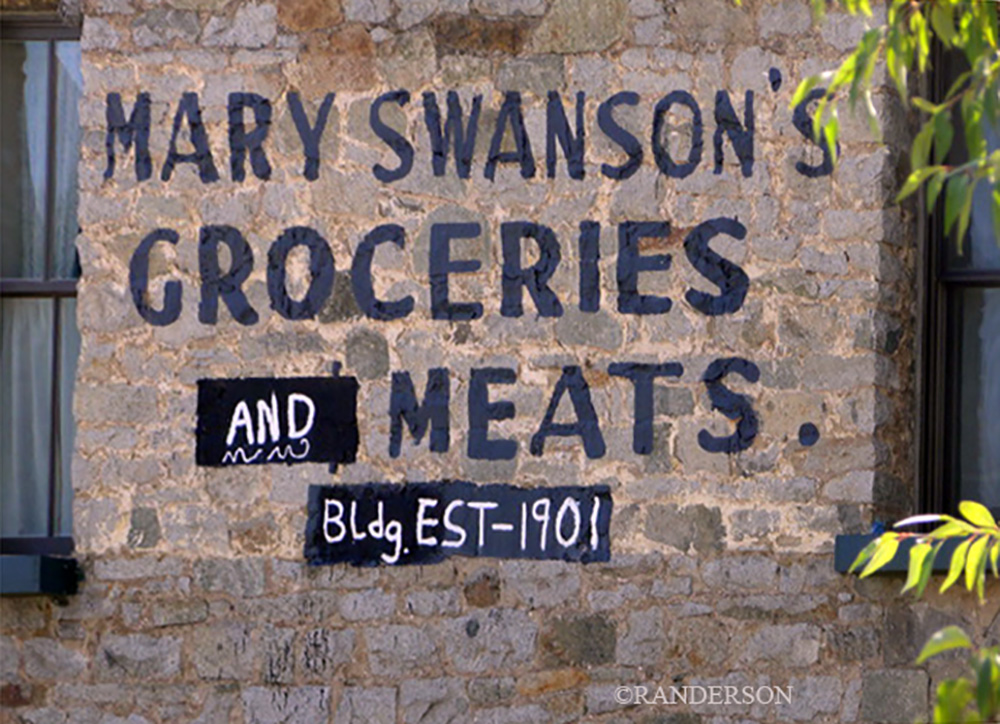 MARY SWANSON'S
GROCERIES
AND MEATS.
Bldg. EST-1901
©RANDERSON